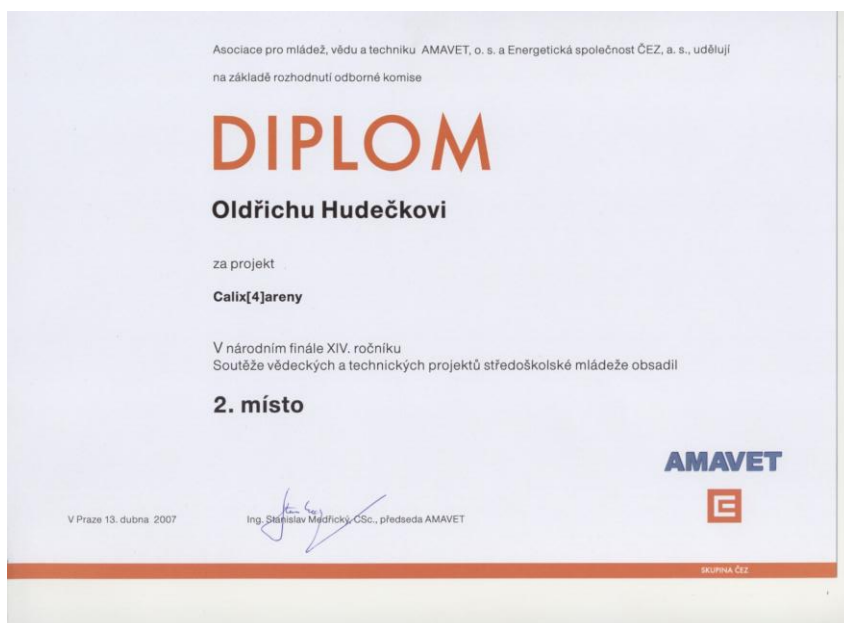 Asociace pro mládež, vědu a techniku AMAVET, o. s. a Energetická společnost ČEZ, a. s., udělují
na základě rozhodnutí odborné komise
DIPLOM
Oldřichu Hudečkovi
za projekt
Calix[4]areny
V národním finále XIV. ročníku
Soutěže vědeckých a technických projektů středoškolské mládeže obsadil
2. místo
AMAVET
V Praze 13. dubna 2007
Ing. Stanislav Medřický, CSc., předseda AMAVET
SKUPINA ČEZ